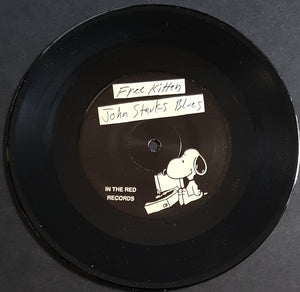 Free Kitten
John Starks Blues
IN THE RED
RECORDS